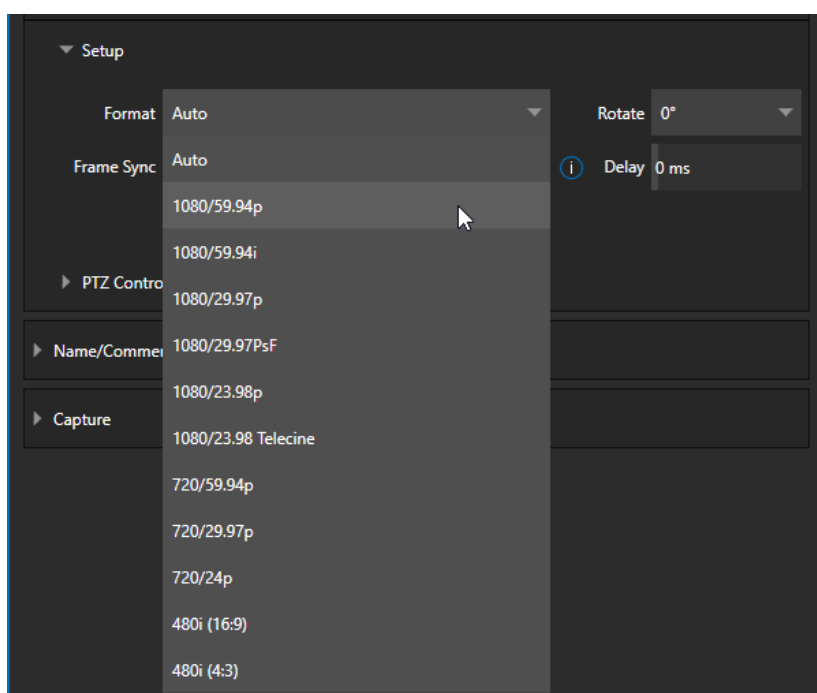 Setup
Format Auto Rotate 0°
Frame Sync Auto i Delay 0 ms
1080/59.94p
1080/59.94i
PTZ Contro
1080/29.97p
Name/Commer 1080/29.97PsF
1080/23.98p
Capture
1080/23.98 Telecine
720/59.94p
720/29.97p
720/24p
480i (16:9)
480i (4:3)